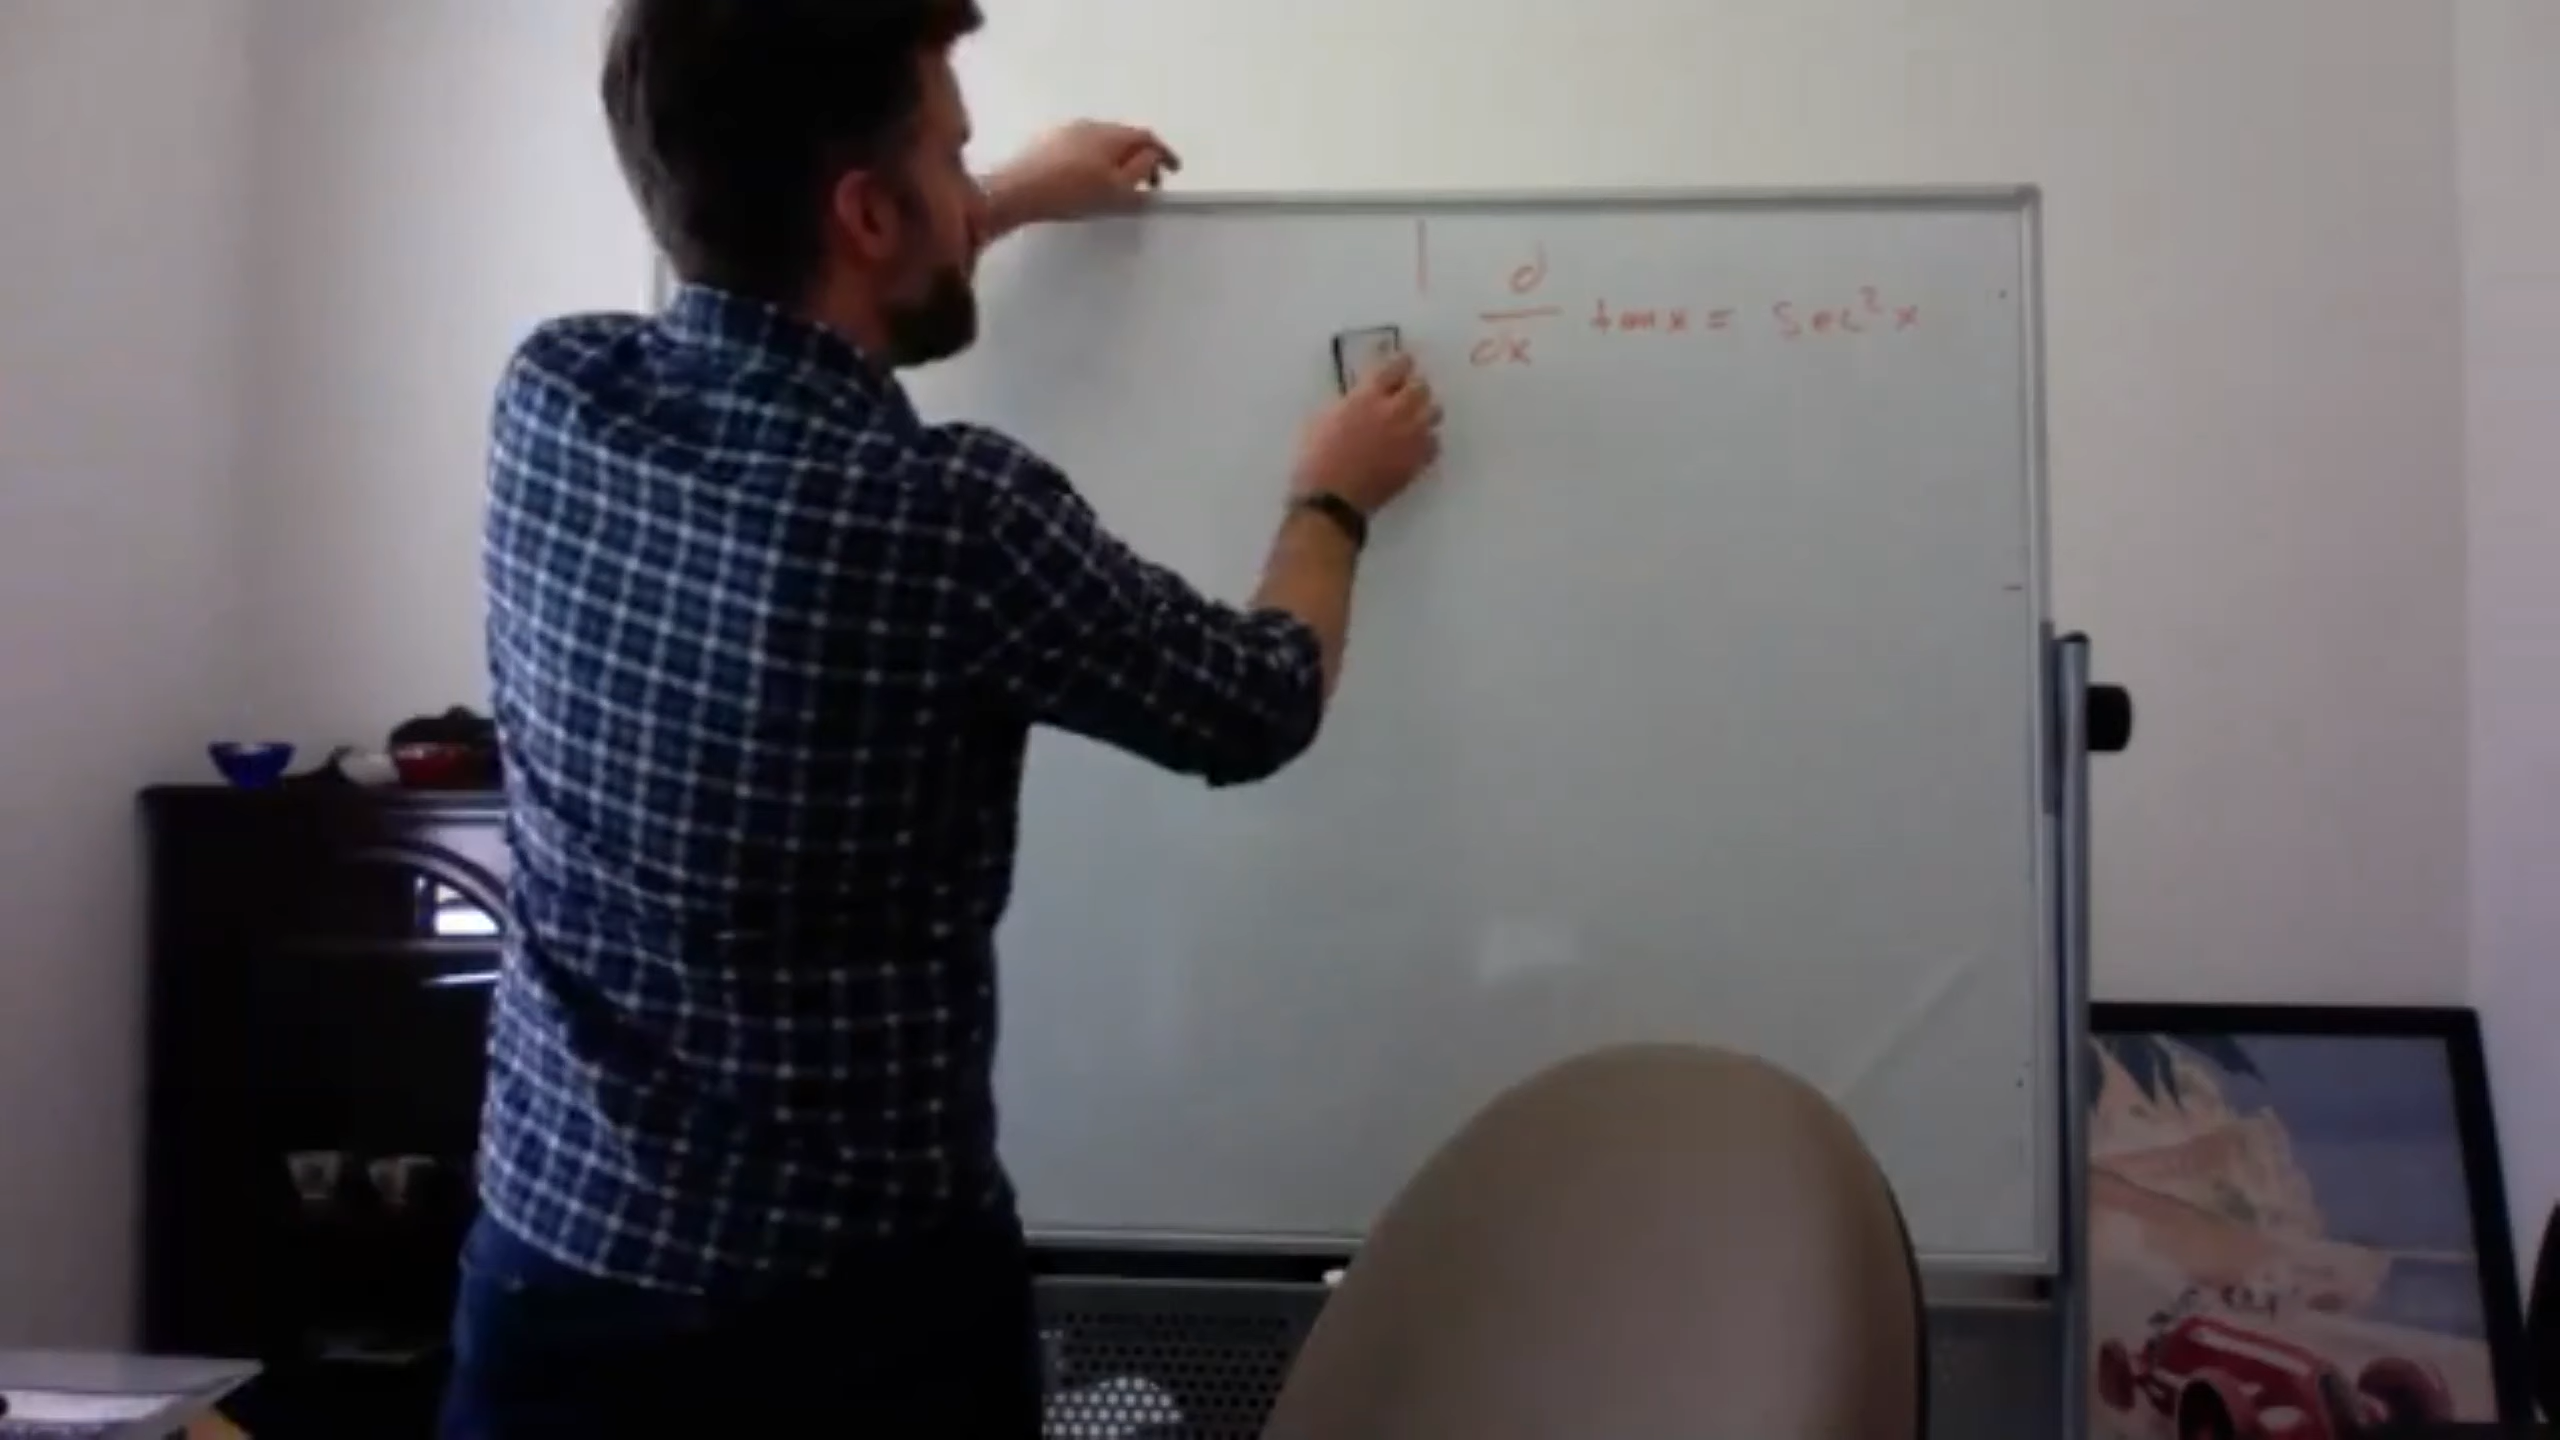 d/dx tan x = Sec²x